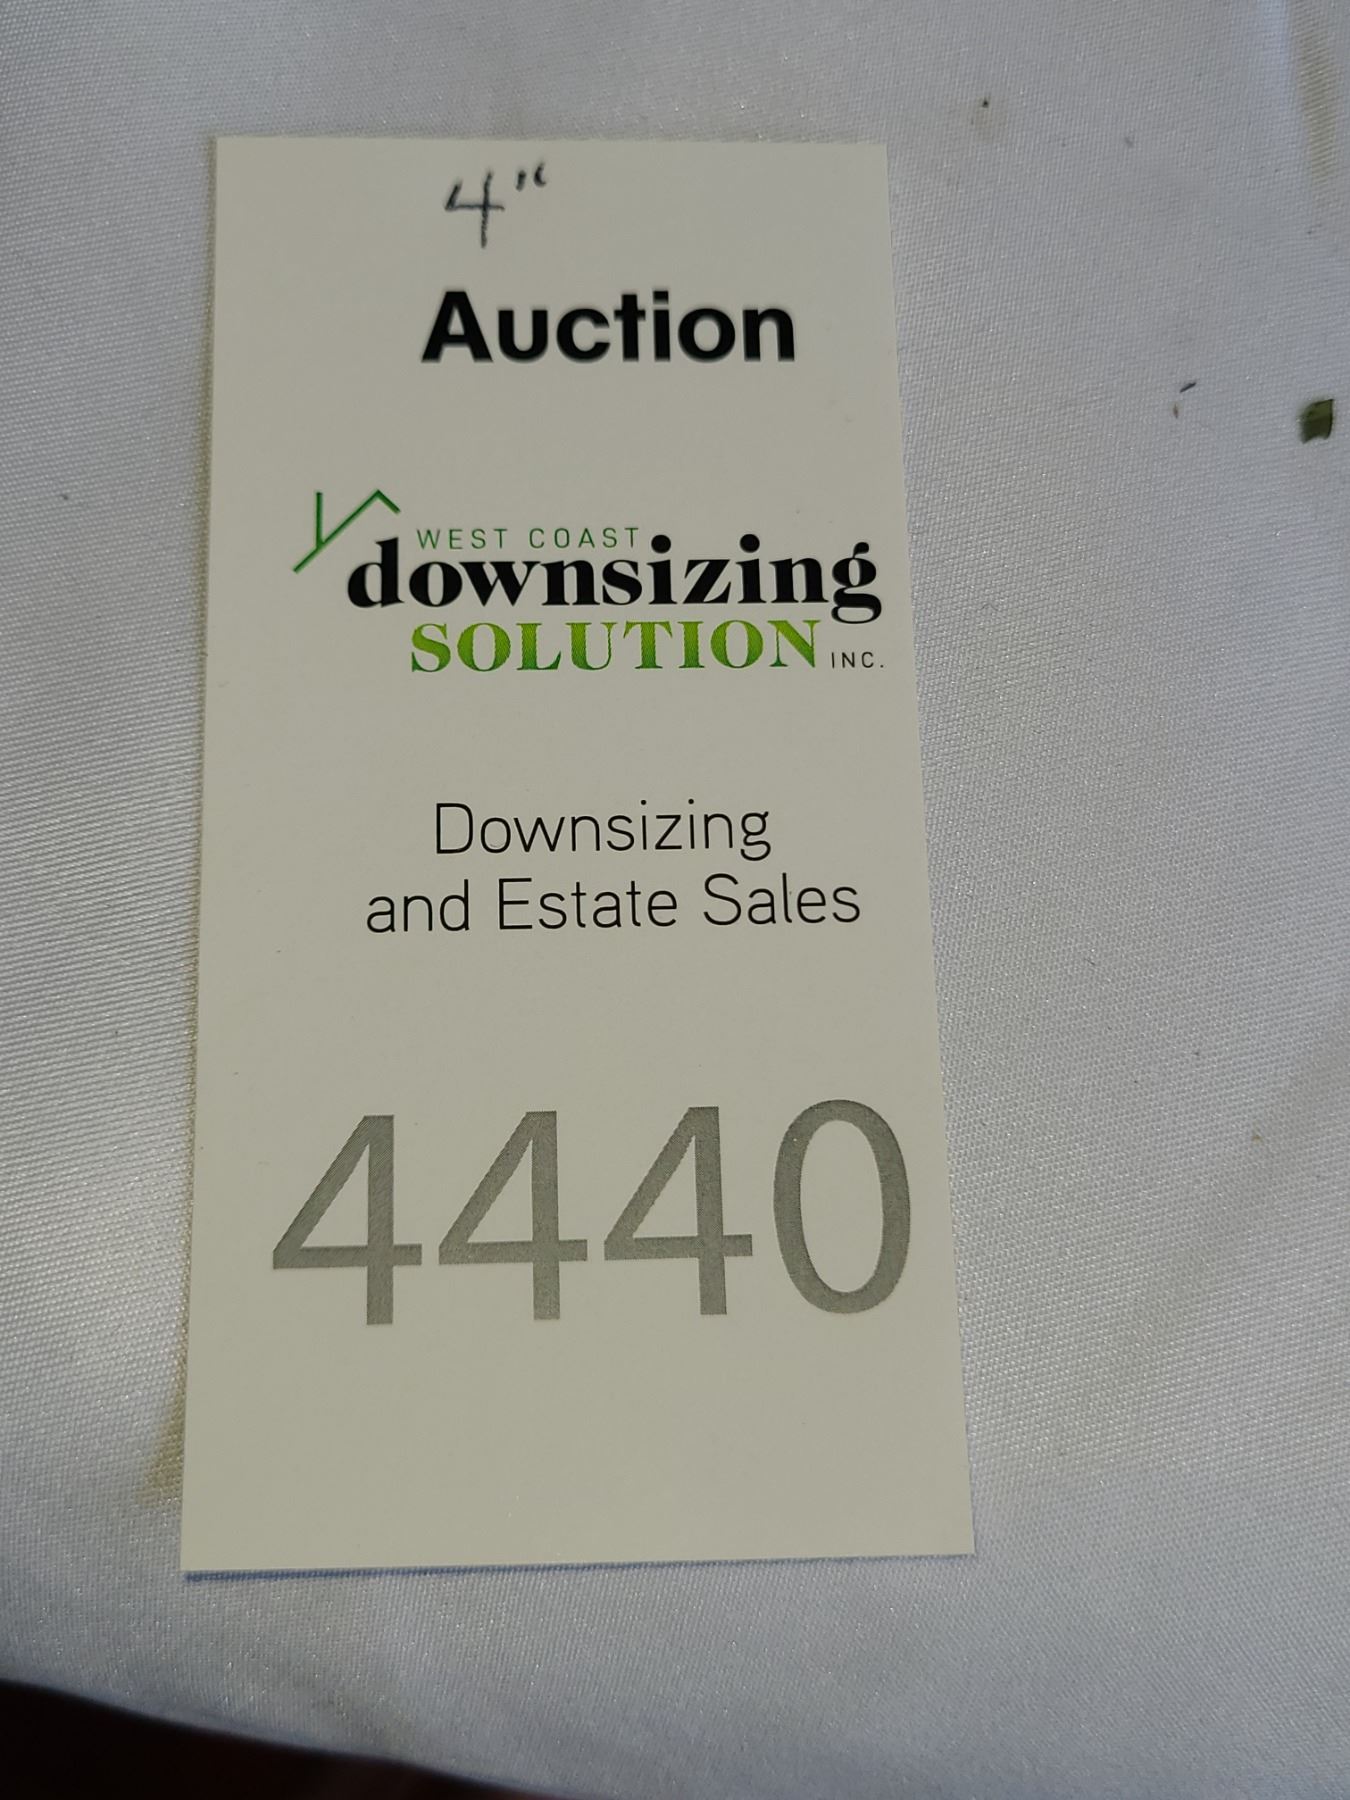 4"
Auction
WEST COAST
downsizing
SOLUTION INC.
Downsizing
and Estate Sales
4440